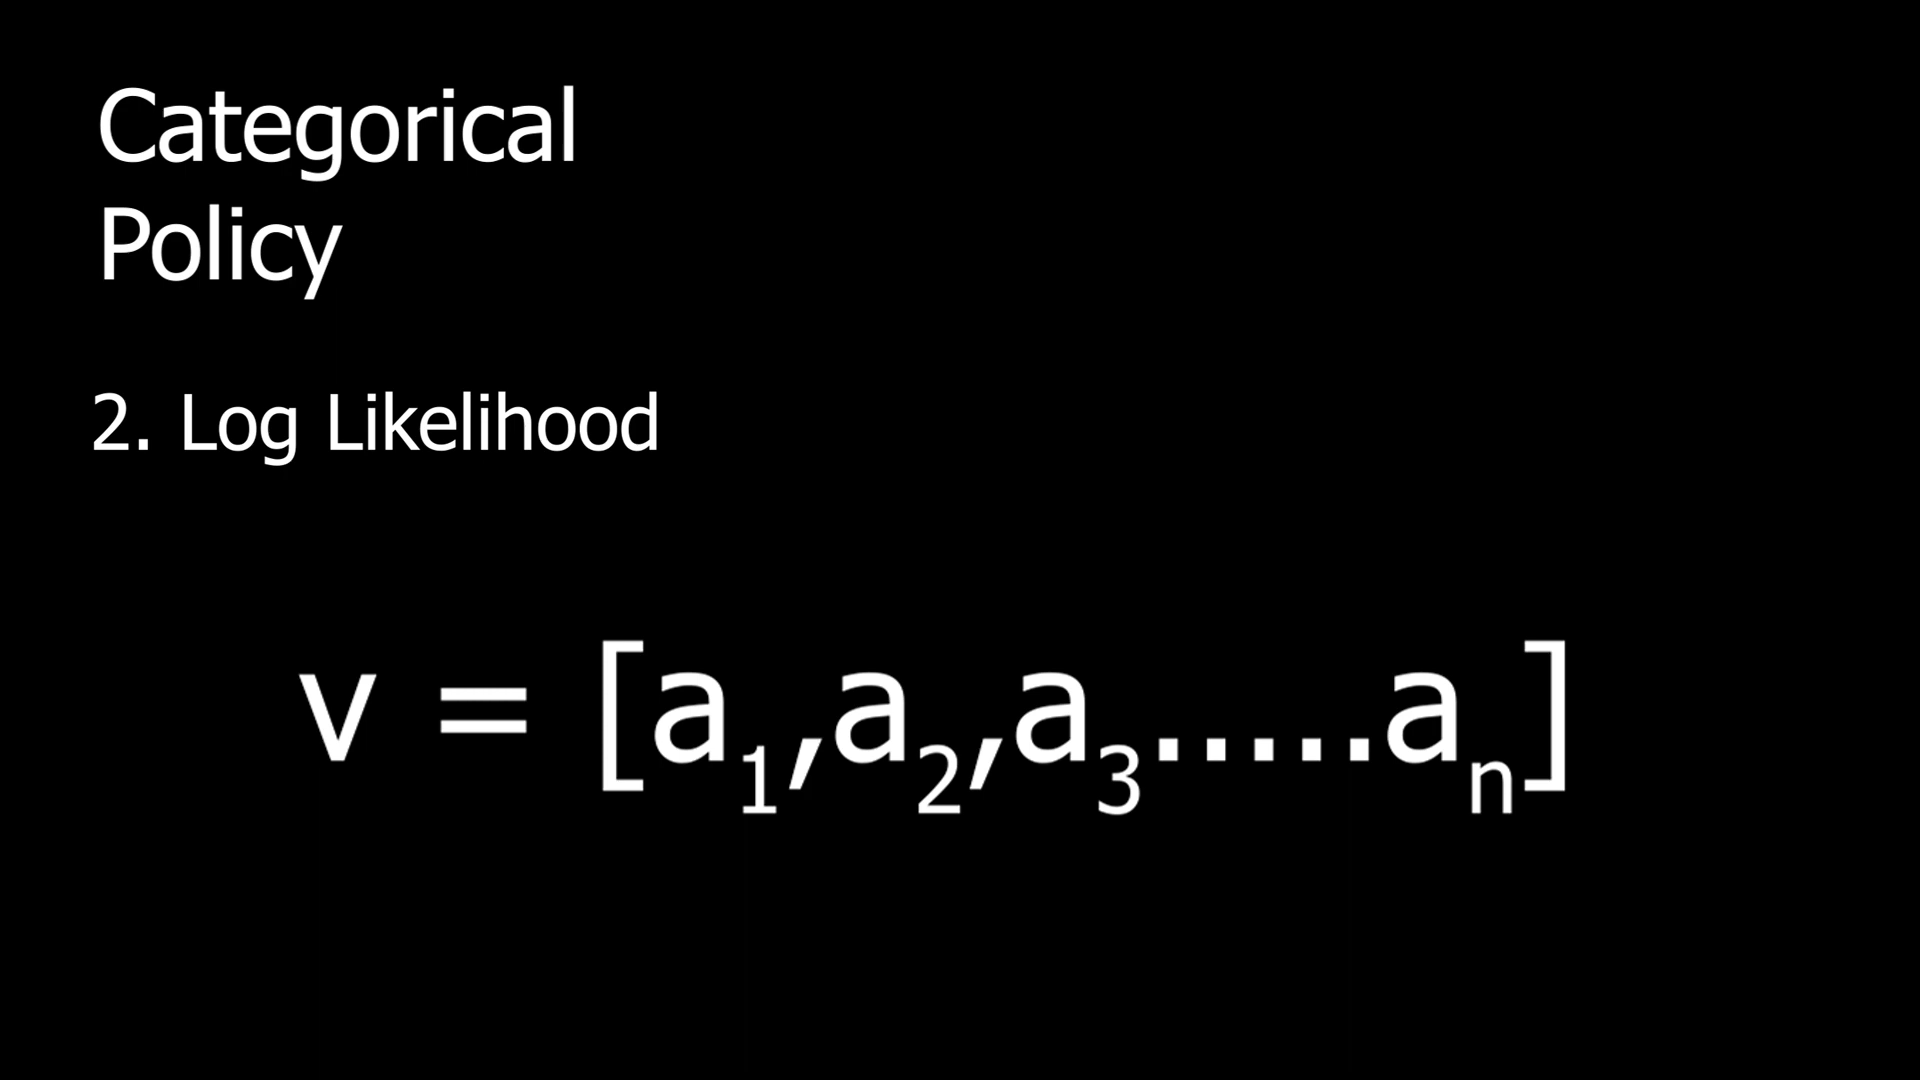 Categorical
Policy
2. Log Likelihood
v = [a₁,a₂,a₃.....aₙ]